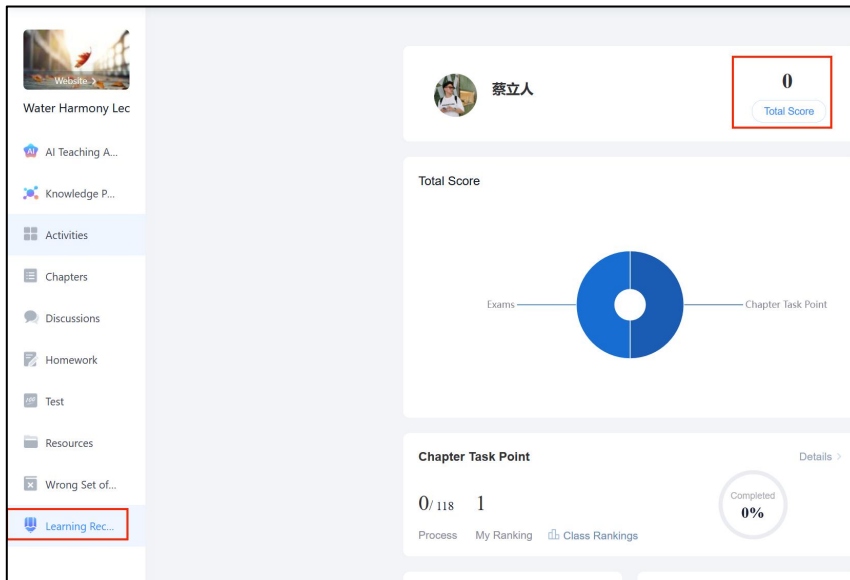 Website >
Water Harmony Lec
AI Teaching A...
Knowledge P...
Activities
Chapters
Discussions
Homework
Test
Resources
Wrong Set of...
Learning Rec...
蔡立人
0
Total Score
Total Score
Exams
Chapter Task Point
Chapter Task Point
Details >
0/ 118
1
Process
My Ranking
Class Rankings
Completed
0%